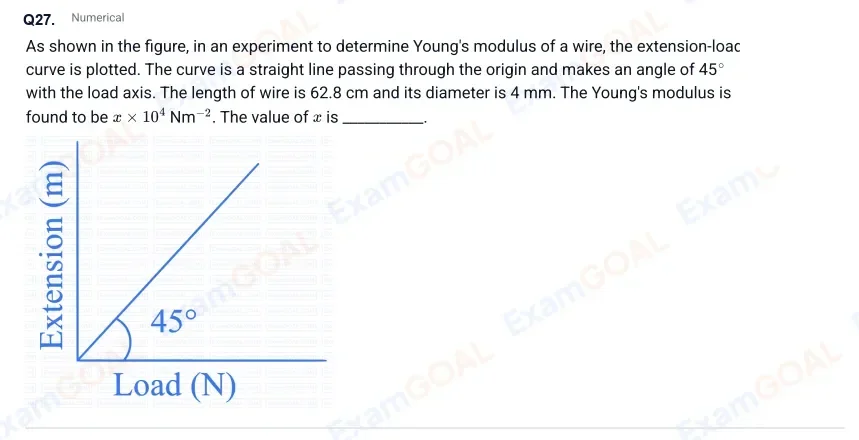 Q27. Numerical
As shown in the figure, in an experiment to determine Young's modulus of a wire, the extension-loac
curve is plotted. The curve is a straight line passing through the origin and makes an angle of 45°
with the load axis. The length of wire is 62.8 cm and its diameter is 4 mm. The Young's modulus is
found to be x × 10⁴ Nm⁻². The value of x is ___________.
Extension (m)
45°
Load (N)
ExamGOAL
ExamGOAL
ExamGOAL
ExamGOAL
ExamGOAL